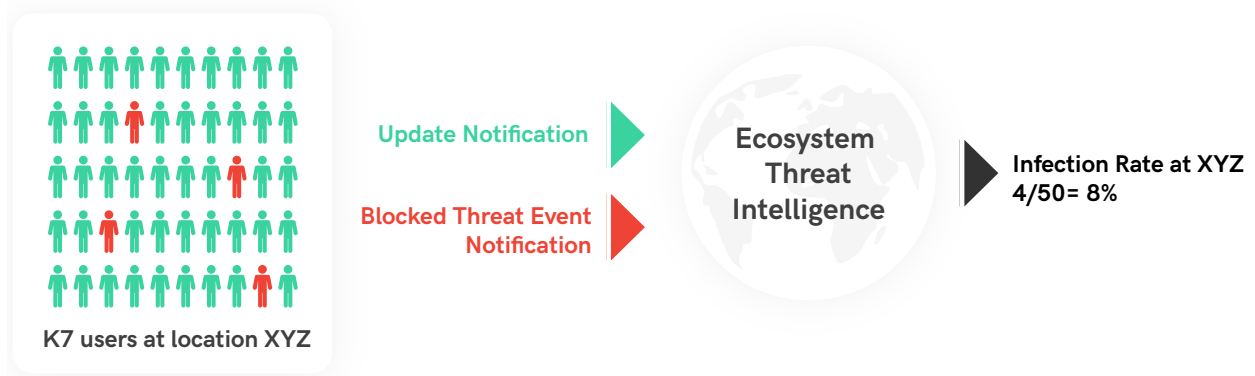 K7 users at location XYZ
Update Notification
Blocked Threat Event
Notification
Ecosystem
Threat
Intelligence
Infection Rate at XYZ
4/50= 8%